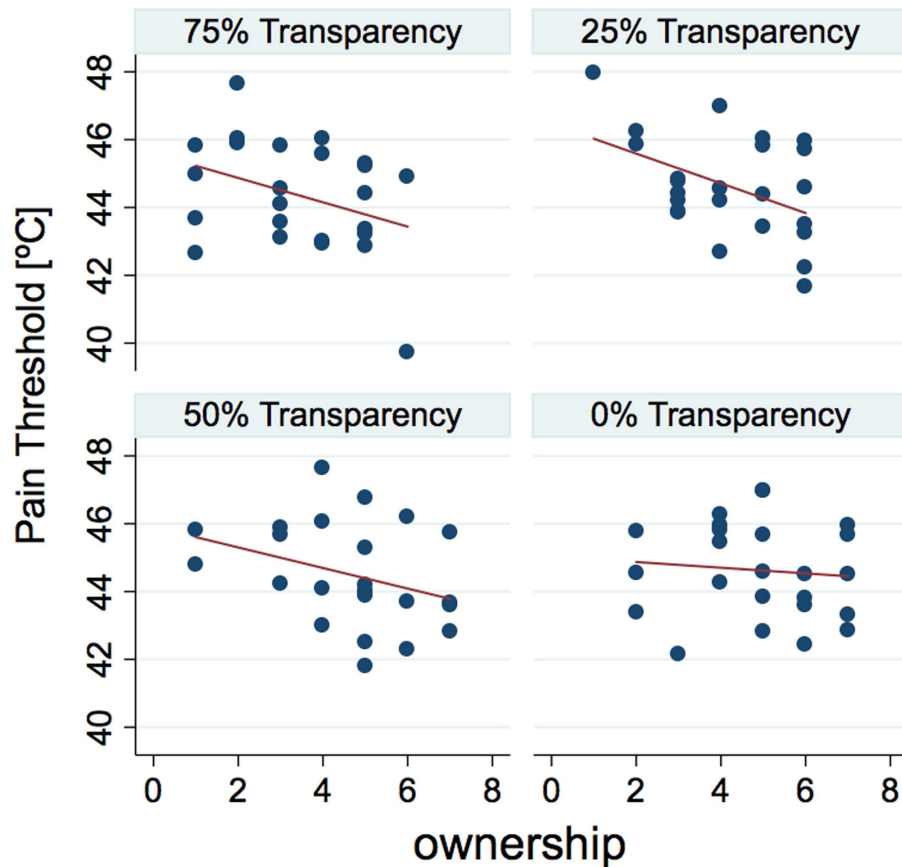 75% Transparency
25% Transparency
Pain Threshold [ºC]
48
46
44
42
40
50% Transparency
0% Transparency
48
46
44
42
40
0 2 4 6 8
0 2 4 6 8
ownership